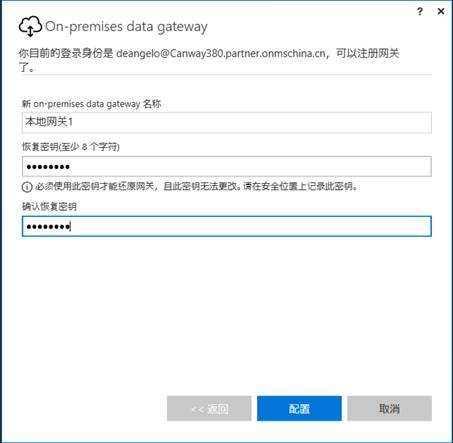 ? ×
On-premises data gateway
你目前的登录身份是 deangelo@Canway380.partner.onmschina.cn，可以注册网关
了。
新 on-premises data gateway 名称
本地网关1
恢复密钥(至少 8 个字符)
●●●●●●●●
必须使用此密钥才能还原网关，且此密钥无法更改。请在安全位置上记录此密钥。
确认恢复密钥
●●●●●●●●
<< 返回 配置 取消